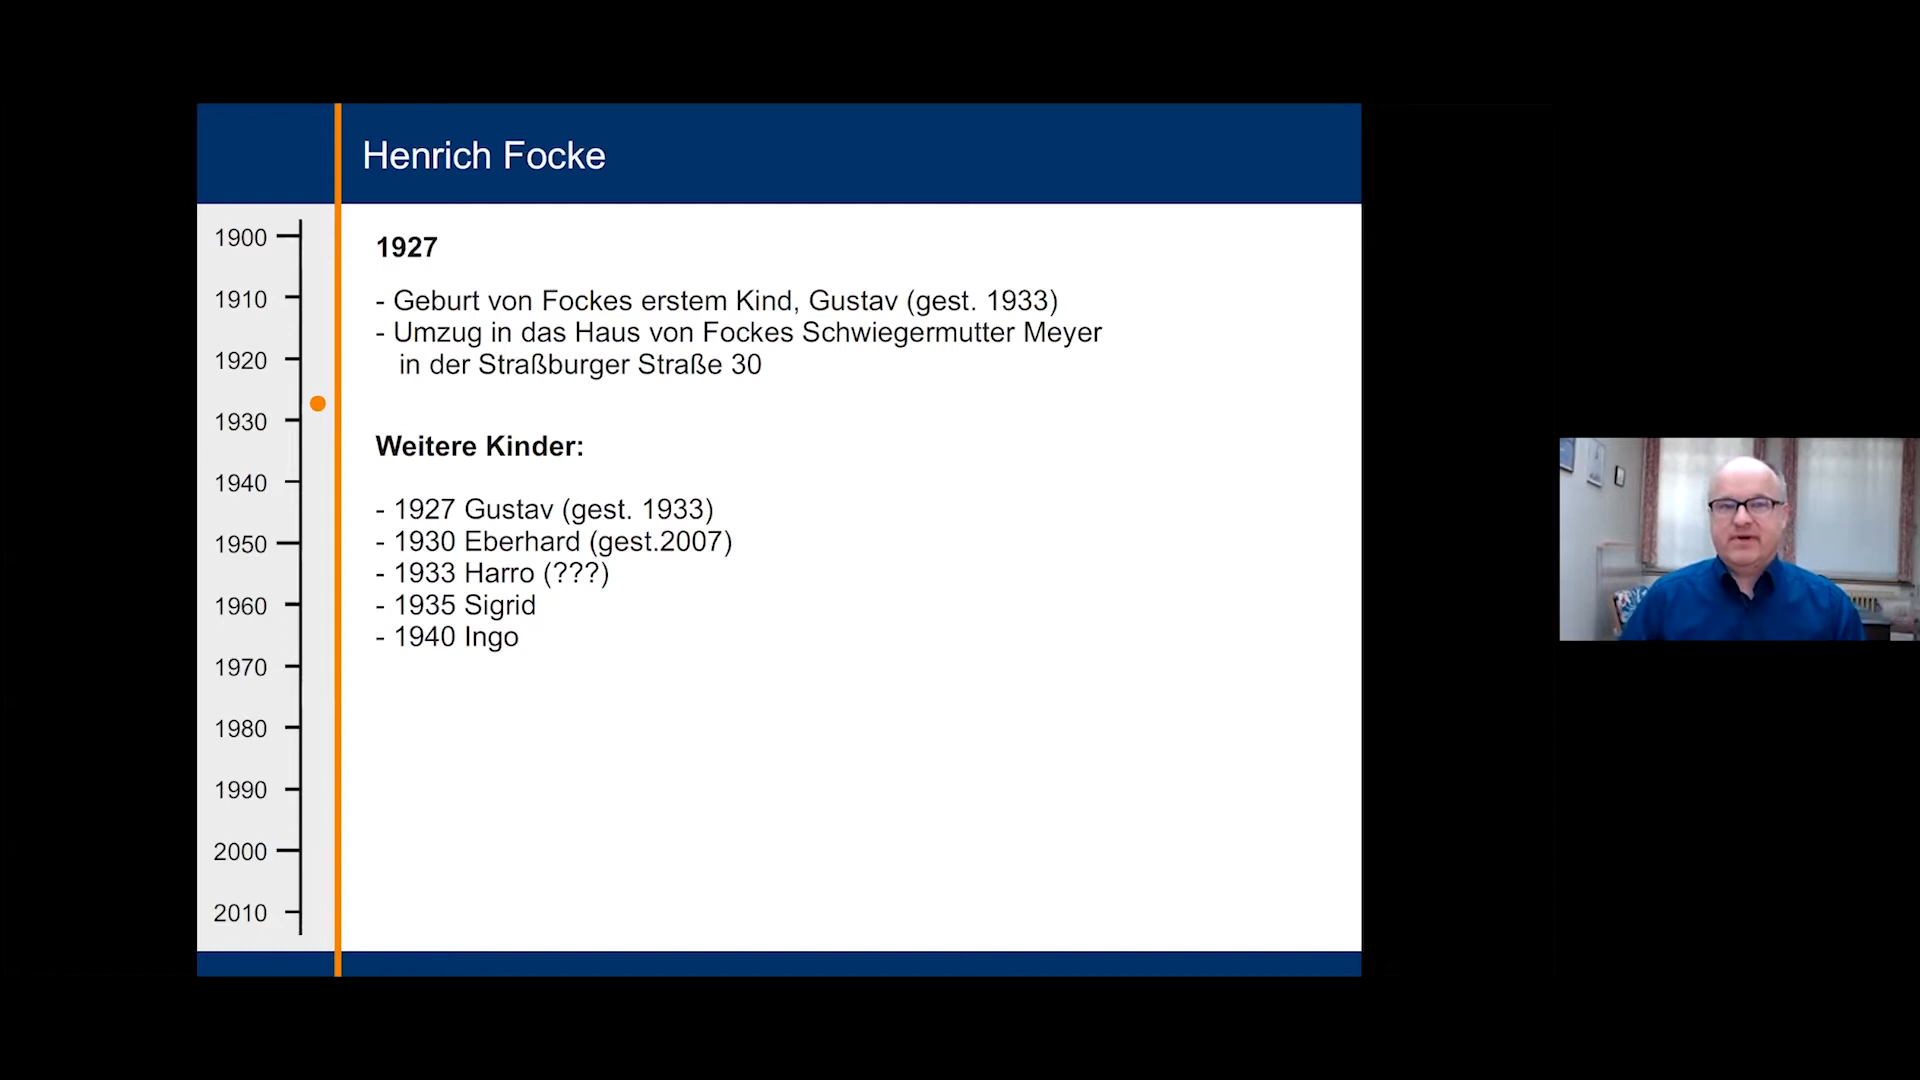 Henrich Focke
1900
1910
1920
1930
1940
1950
1960
1970
1980
1990
2000
2010
1927
- Geburt von Fockes erstem Kind, Gustav (gest. 1933)
- Umzug in das Haus von Fockes Schwiegermutter Meyer
in der Straßburger Straße 30
Weitere Kinder:
- 1927 Gustav (gest. 1933)
- 1930 Eberhard (gest.2007)
- 1933 Harro (???)
- 1935 Sigrid
- 1940 Ingo